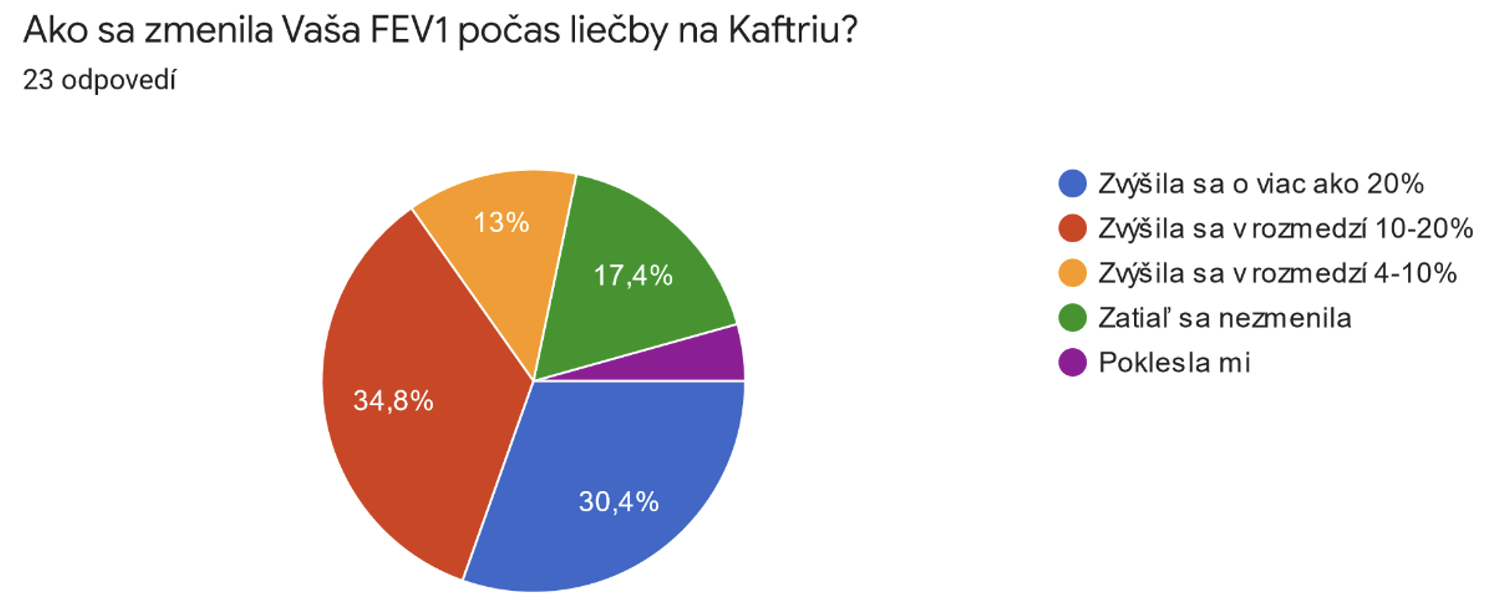 Ako sa zmenila Vaša FEV1 počas liečby na Kaftriu?
23 odpovedí
13%
17,4%
34,8%
30,4%
Zvýšila sa o viac ako 20%
Zvýšila sa v rozmedzí 10-20%
Zvýšila sa v rozmedzí 4-10%
Zatiaľ sa nezmenila
Poklesla mi